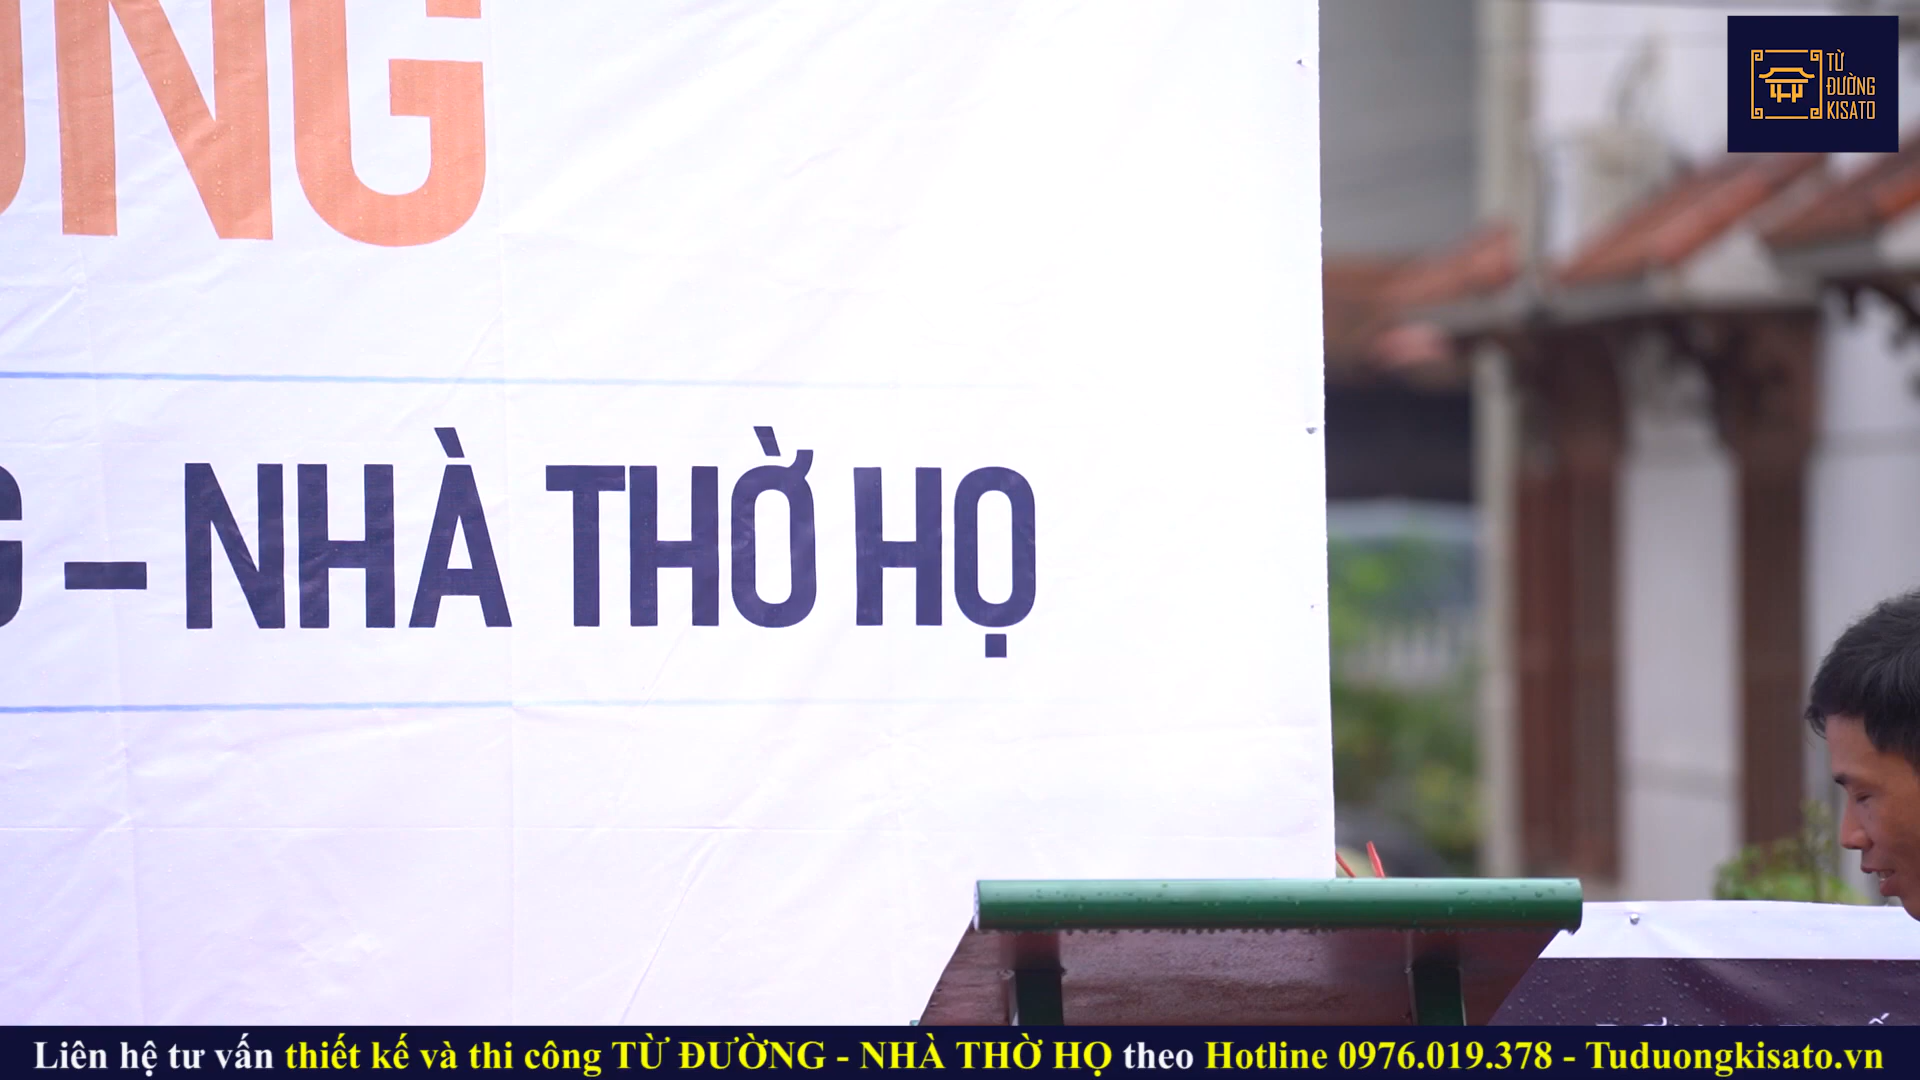 TỪ
ĐƯỜNG
KISATO
NG
– NHÀ THỜ HỌ
Liên hệ tư vấn thiết kế và thi công TỪ ĐƯỜNG - NHÀ THỜ HỌ theo Hotline 0976.019.378 - Tuduongkisato.vn